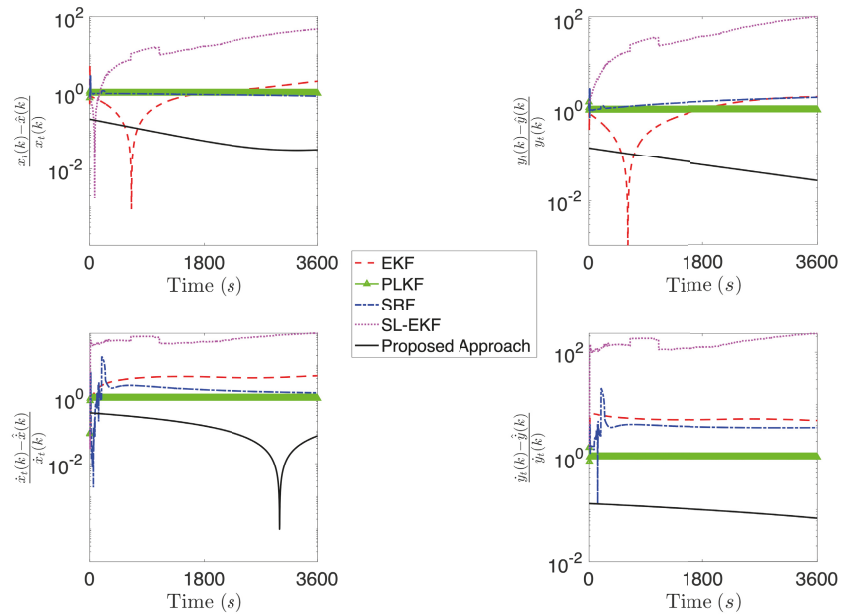 10^2
10^0
10^-2
x_t(k)−x̂(k)
x_t(k)
0 1800 3600
Time (s)
10^2
10^0
10^-2
y_t(k)−ŷ(k)
y_t(k)
0 1800 3600
Time (s)
EKF
PLKF
SRF
SL-EKF
Proposed Approach
10^0
10^-2
ẋ_t(k)−ẋ̂(k)
ẋ_t(k)
0 1800 3600
Time (s)
10^2
10^0
10^-2
ẏ_t(k)−ẏ̂(k)
ẏ_t(k)
0 1800 3600
Time (s)